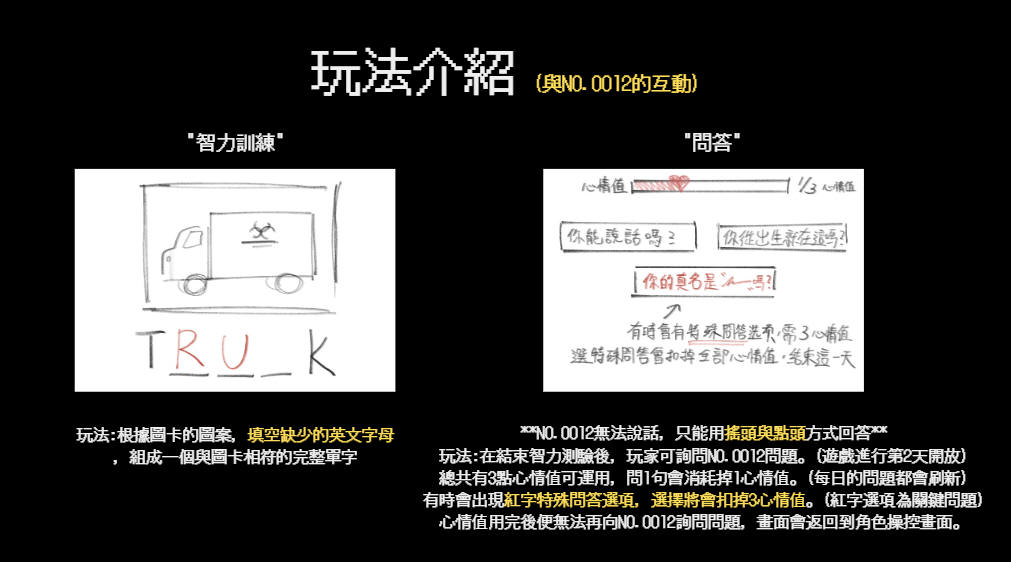 玩法介紹 (與NO.0012的互動)
"智力訓練"
T R U _ K
玩法:根據圖卡的圖案, 填空缺少的英文字母
, 組成一個與圖卡相符的完整單字
"問答"
心情值 1/3 心情值
你能說話嗎?
你從出生就在這嗎?
你的真名是 嗎?
有時會有特殊問答選項,需3心情值
選特殊問答會扣掉全部心情值,結束這一天
**NO.0012無法說話, 只能用搖頭與點頭方式回答**
玩法:在結束智力測驗後, 玩家可詢問NO.0012問題。(遊戲進行第2天開放)
總共有3點心情值可運用, 問1句會消耗掉1心情值。(每日的問題都會刷新)
有時會出現紅字特殊問答選項, 選擇將會扣掉3心情值。(紅字選項為關鍵問題)
心情值用完後便無法再向NO.0012詢問問題, 畫面會返回到角色操控畫面。